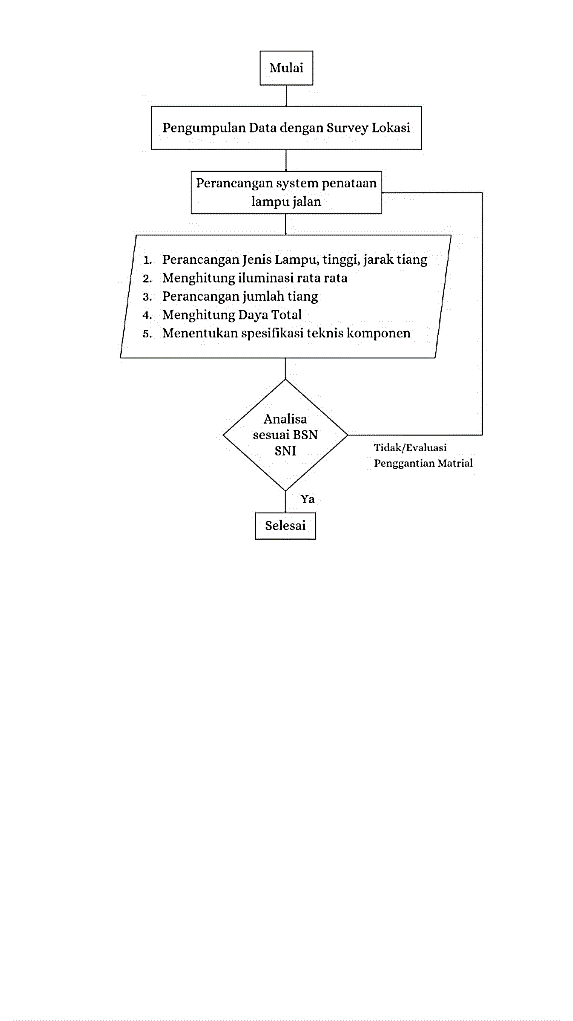 Mulai
Pengumpulan Data dengan Survey Lokasi
Perancangan system penataan
lampu jalan
1. Perancangan Jenis Lampu, tinggi, jarak tiang
2. Menghitung iluminasi rata rata
3. Perancangan jumlah tiang
4. Menghitung Daya Total
5. Menentukan spesifikasi teknis komponen
Analisa
sesuai BSN
SNI
Tidak/Evaluasi
Penggantian Matrial
Ya
Selesai